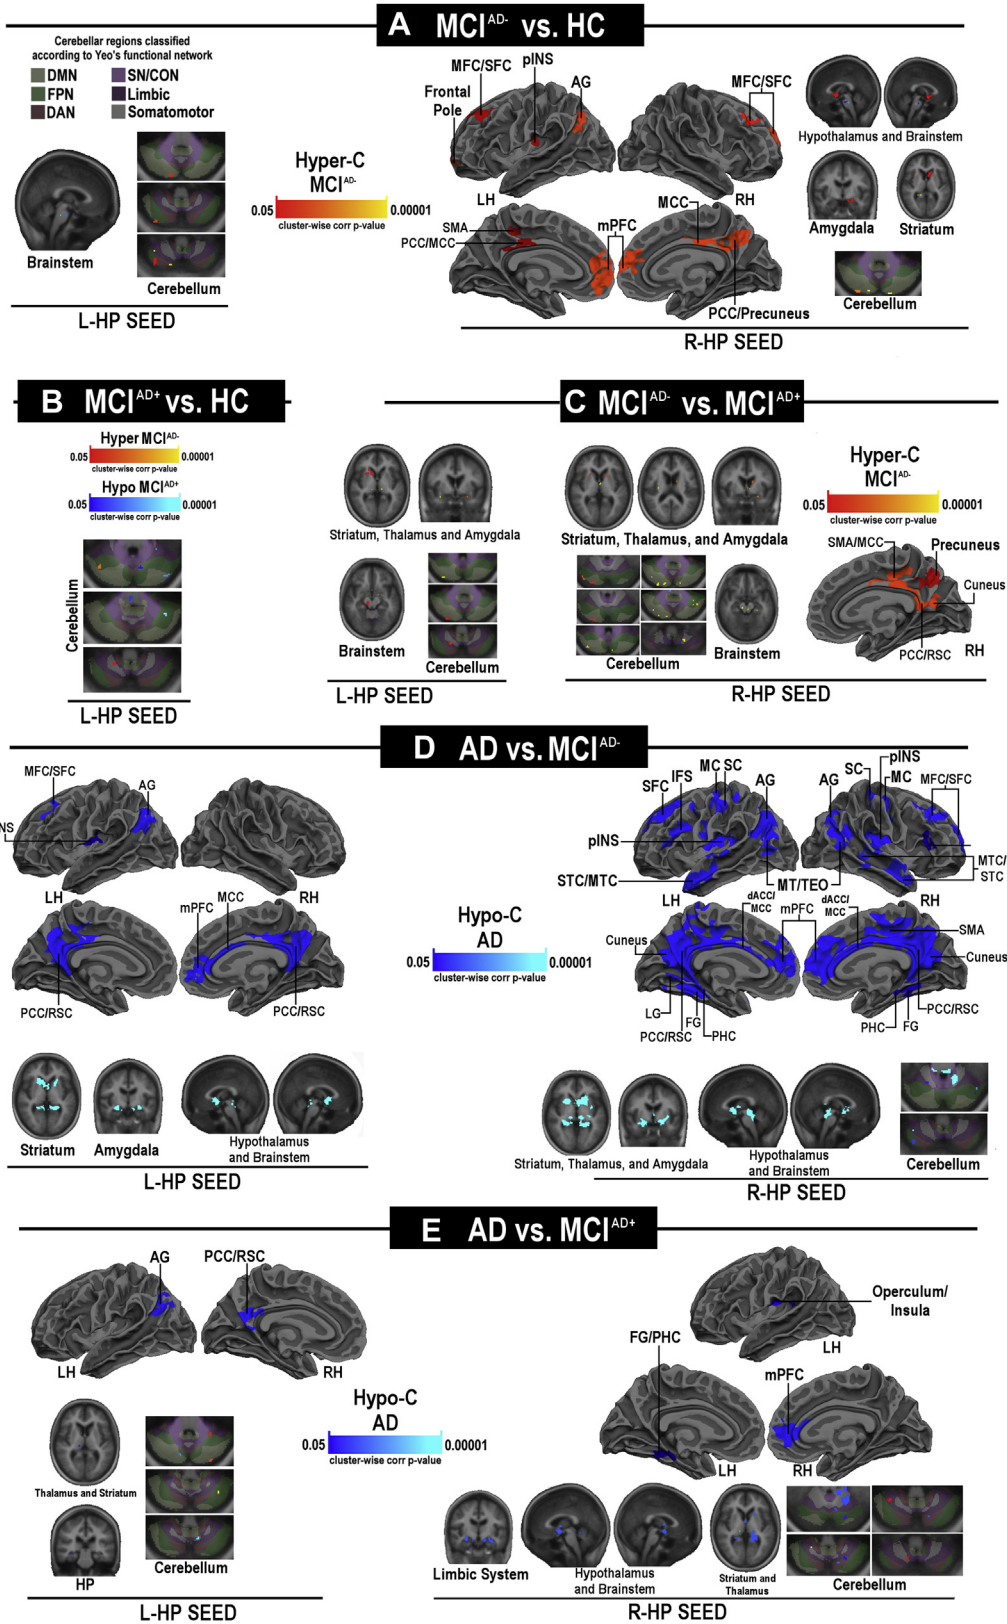 A MCI AD- vs. HC
Cerebellar regions classified
according to Yeo's functional network
DMN
SN/CON
FPN
Limbic
DAN
Somatomotor
Brainstem
Cerebellum
L-HP SEED
Hyper-C
MCI AD-
0.05
0.00001
cluster-wise corr p-value
MFC/SFC
pINS
AG
Frontal
Pole
MFC/SFC
LH
RH
SMA
PCC/MCC
mPFC
MCC
PCC/Precuneus
Hypothalamus and Brainstem
Amygdala
Striatum
Cerebellum
R-HP SEED
B MCI AD+ vs. HC
Hyper MCI AD-
0.05
0.00001
cluster-wise corr p-value
Hypo MCI AD+
0.05
0.00001
cluster-wise corr p-value
Cerebellum
L-HP SEED
C MCI AD- vs. MCI AD+
Striatum, Thalamus and Amygdala
Brainstem
Cerebellum
L-HP SEED
Striatum, Thalamus, and Amygdala
Cerebellum
Brainstem
Hyper-C
MCI AD-
0.05
0.00001
cluster-wise corr p-value
SMA/MCC
Precuneus
Cuneus
PCC/RSC
RH
R-HP SEED
D AD vs. MCI AD-
MFC/SFC
AG
NS
LH
RH
mPFC
MCC
PCC/RSC
PCC/RSC
Striatum
Amygdala
Hypothalamus
and Brainstem
L-HP SEED
Hypo-C
AD
0.05
0.00001
cluster-wise corr p-value
SFC
IFS
MC
SC
AG
pINS
STC/MTC
LH
AG
SC
pINS
MC
MFC/SFC
MTC/
STC
MT/TEO
RH
Cuneus
dACC/
MCC
mPFC
dACC/
MCC
SMA
Cuneus
LG
FG
PCC/RSC
PHC
PHC
FG
PCC/RSC
Striatum, Thalamus, and Amygdala
Hypothalamus
and Brainstem
Cerebellum
R-HP SEED
E AD vs. MCI AD+
AG
PCC/RSC
LH
RH
Thalamus and Striatum
HP
Cerebellum
L-HP SEED
Hypo-C
AD
0.05
0.00001
cluster-wise corr p-value
Operculum/
Insula
LH
FG/PHC
mPFC
LH
RH
Limbic System
Hypothalamus
and Brainstem
Striatum and
Thalamus
Cerebellum
R-HP SEED